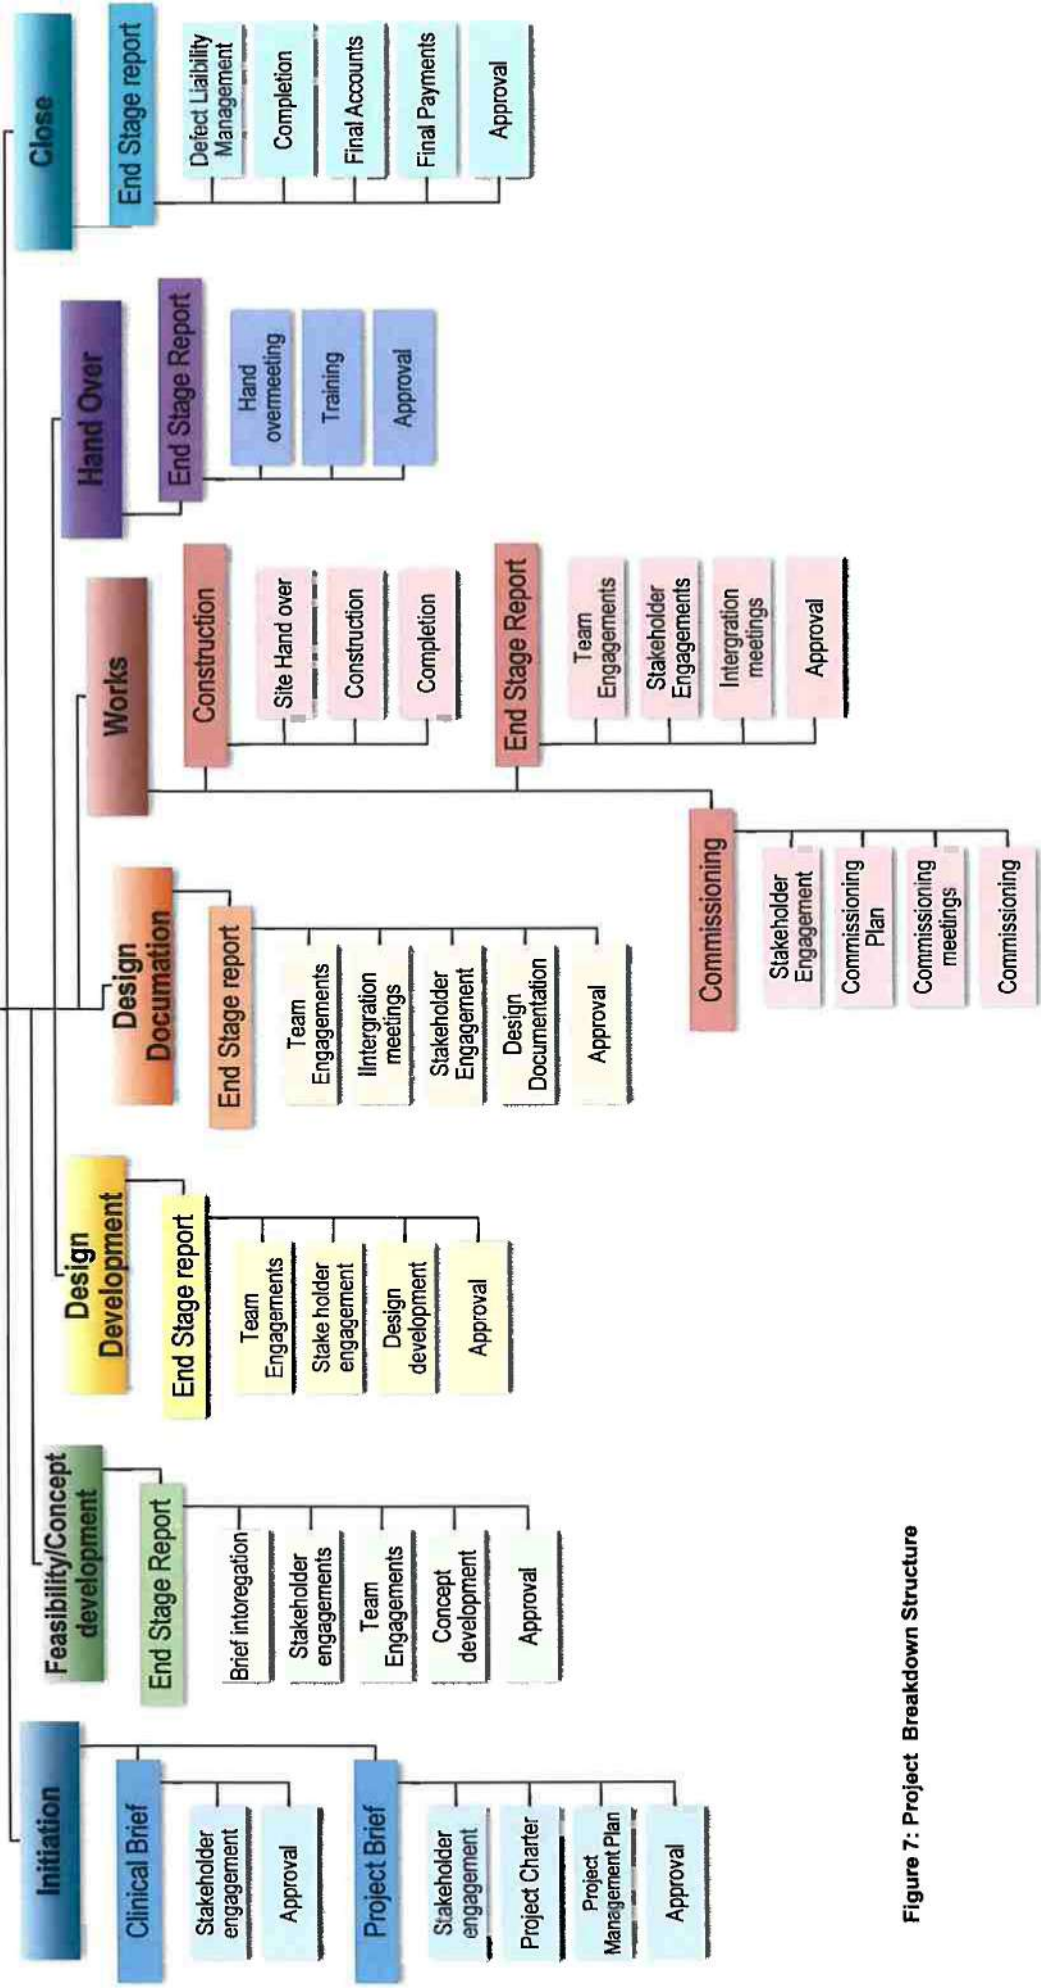 Initiation
Clinical Brief
Stakeholder
engagement
Approval
Project Brief
Stakeholder
engagement
Project Charter
Project
Management Plan
Approval
Feasibility/Concept
development
End Stage Report
Brief intoregation
Stakeholder
engagements
Team
Engagements
Concept
development
Approval
Design
Development
End Stage report
Team
Engagements
Stake holder
engagement
Design
development
Approval
Design
Documation
End Stage report
Team
Engagements
IIntergration
meetings
Stakeholder
Engagement
Design
Documentation
Approval
Works
Construction
Site Hand over
Construction
Completion
End Stage Report
Team
Engagements
Stakeholder
Engagements
Intergration
meetings
Approval
Commissioning
Stakeholder
Engagement
Commissioning
Plan
Commissioning
meetings
Commissioning
Hand Over
End Stage Report
Hand
overmeeting
Training
Approval
Close
End Stage report
Defect Liaibility
Management
Completion
Final Accounts
Final Payments
Approval
Figure 7: Project Breakdown Structure